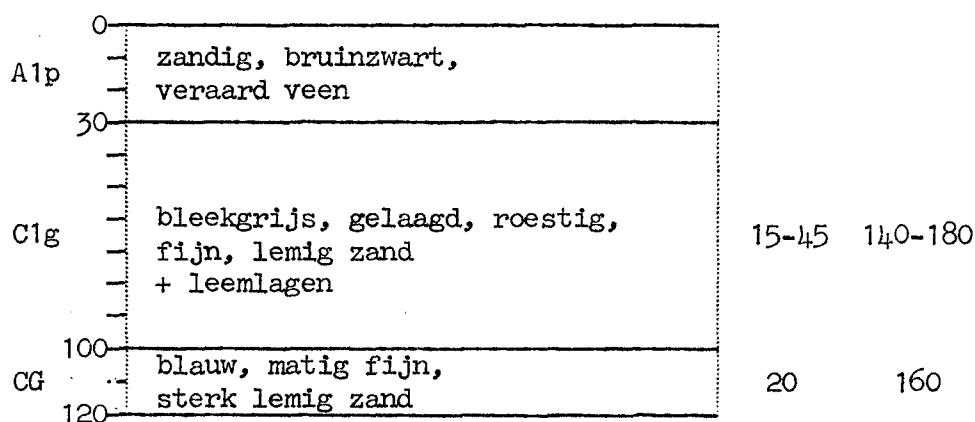 0
A1p zandig, bruinzwart,
veraard veen
30
C1g bleekgrijs, gelaagd, roestig,
fijn, lemig zand 15-45 140-180
+ leemlagen
100
CG blauw, matig fijn,
sterk lemig zand 20 160
120